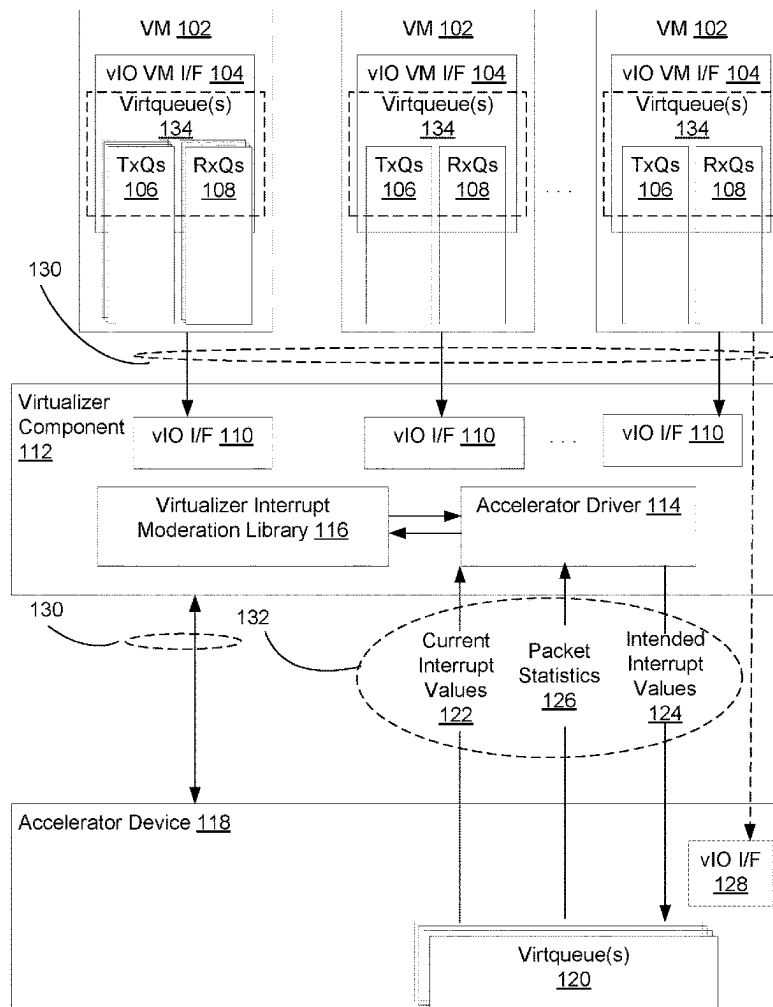 VM 102
vIO VM I/F 104
Virtqueue(s)
134
TxQs
106
RxQs
108
VM 102
vIO VM I/F 104
Virtqueue(s)
134
TxQs
106
RxQs
108
. . .
VM 102
vIO VM I/F 104
Virtqueue(s)
134
TxQs
106
RxQs
108
130
Virtualizer
Component
112
vIO I/F 110
vIO I/F 110
. . .
vIO I/F 110
Virtualizer Interrupt
Moderation Library 116
Accelerator Driver 114
130
132
Current
Interrupt
Values
122
Packet
Statistics
126
Intended
Interrupt
Values
124
Accelerator Device 118
vIO I/F
128
Virtqueue(s)
120